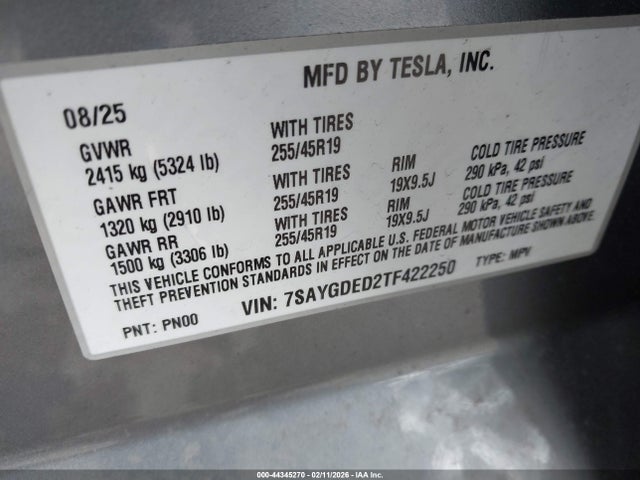 MFD BY TESLA, INC.
08/25
GVWR WITH TIRES
2415 kg (5324 lb) 255/45R19
GAWR FRT WITH TIRES RIM COLD TIRE PRESSURE
1320 kg (2910 lb) 255/45R19 19X9.5J 290 kPa, 42 psi
GAWR RR WITH TIRES RIM COLD TIRE PRESSURE
1500 kg (3306 lb) 255/45R19 19X9.5J 290 kPa, 42 psi
THIS VEHICLE CONFORMS TO ALL APPLICABLE U.S. FEDERAL MOTOR VEHICLE SAFETY AND
THEFT PREVENTION STANDARDS IN EFFECT ON THE DATE OF MANUFACTURE SHOWN ABOVE.
PNT: PN00 VIN: 7SAYGDED2TF422250 TYPE: MPV
000-44345270 - 02/11/2026 - IAA Inc.